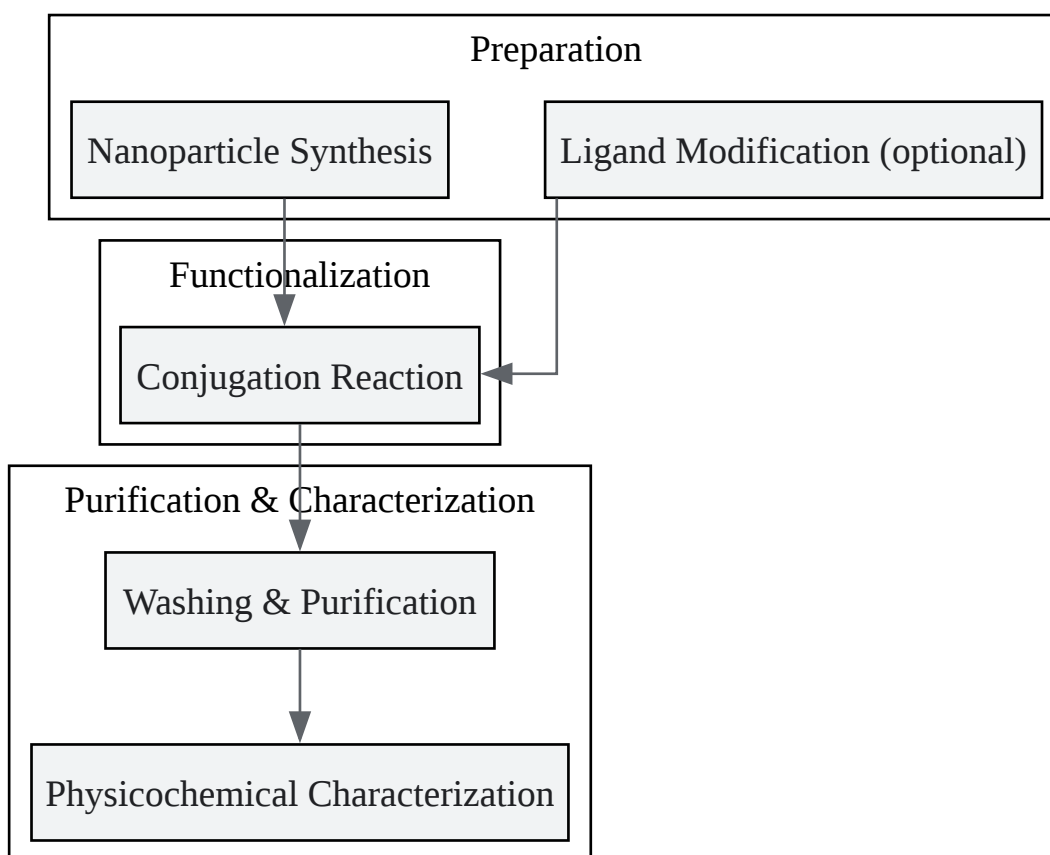 Preparation
Nanoparticle Synthesis
Ligand Modification (optional)
Functionalization
Conjugation Reaction
Purification & Characterization
Washing & Purification
Physicochemical Characterization